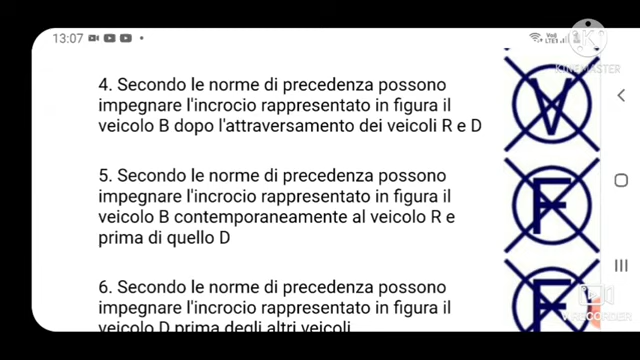 13:07
KINEMASTER
4. Secondo le norme di precedenza possono
impegnare l'incrocio rappresentato in figura il
veicolo B dopo l'attraversamento dei veicoli R e D
V
5. Secondo le norme di precedenza possono
impegnare l'incrocio rappresentato in figura il
veicolo B contemporaneamente al veicolo R e
prima di quello D
F
6. Secondo le norme di precedenza possono
impegnare l'incrocio rappresentato in figura il
veicolo D prima degli altri veicoli
F